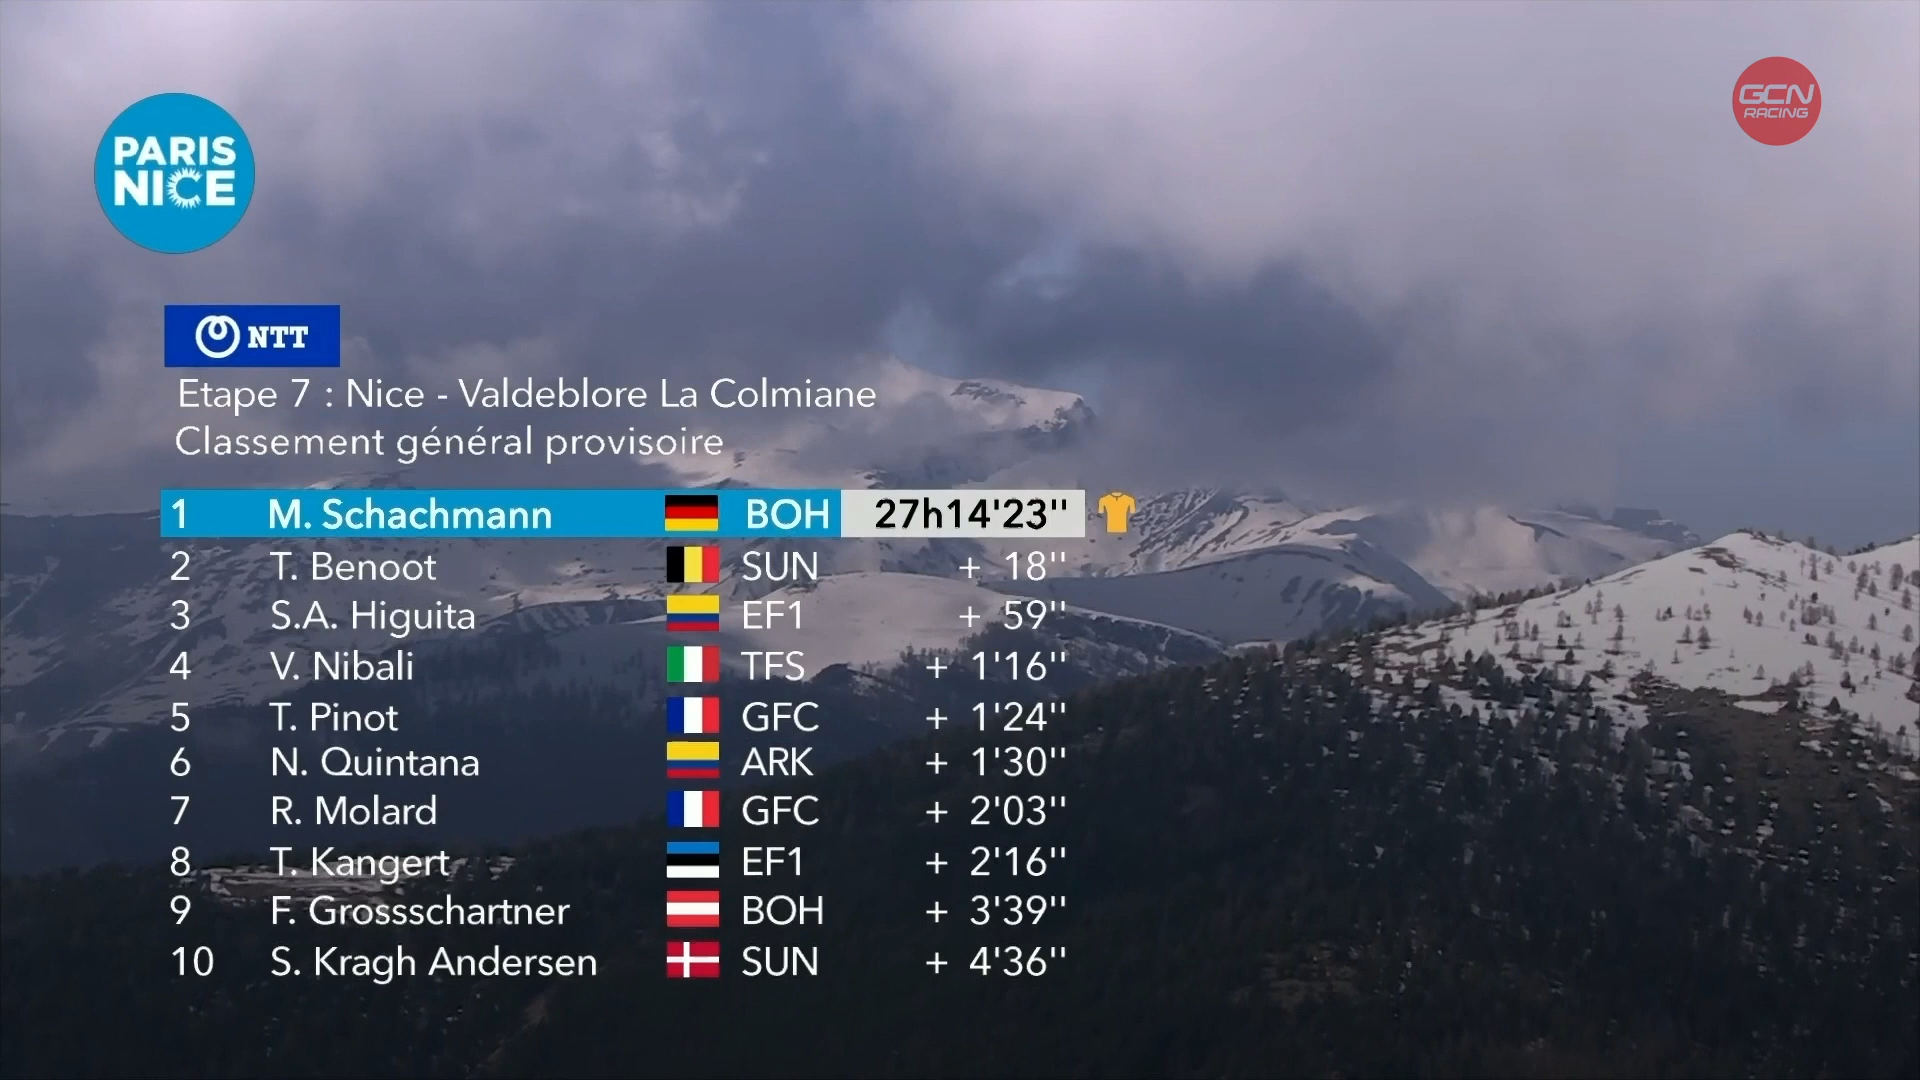 PARIS
NICE
GCN
RACING
NTT
Etape 7 : Nice - Valdeblore La Colmiane
Classement général provisoire
1 M. Schachmann BOH 27h14'23''
2 T. Benoot SUN + 18''
3 S.A. Higuita EF1 + 59''
4 V. Nibali TFS + 1'16''
5 T. Pinot GFC + 1'24''
6 N. Quintana ARK + 1'30''
7 R. Molard GFC + 2'03''
8 T. Kangert EF1 + 2'16''
9 F. Grossschartner BOH + 3'39''
10 S. Kragh Andersen SUN + 4'36''